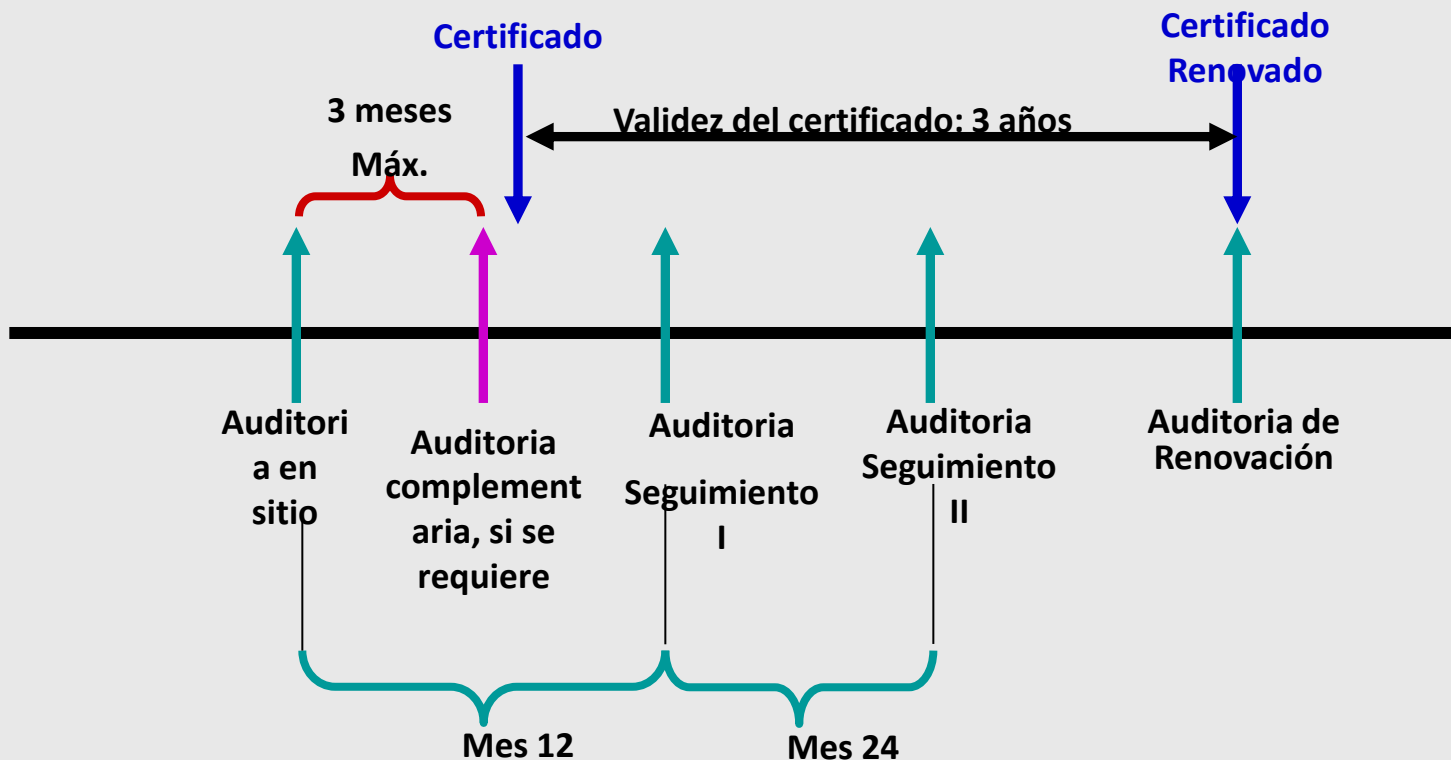 Certificado
Certificado
Renovado
3 meses
Máx.
Validez del certificado: 3 años
Auditori
a en
sitio
Auditoria
complement
aria, si se
requiere
Auditoria
Seguimiento
I
Auditoria
Seguimiento
II
Auditoria de
Renovación
Mes 12
Mes 24